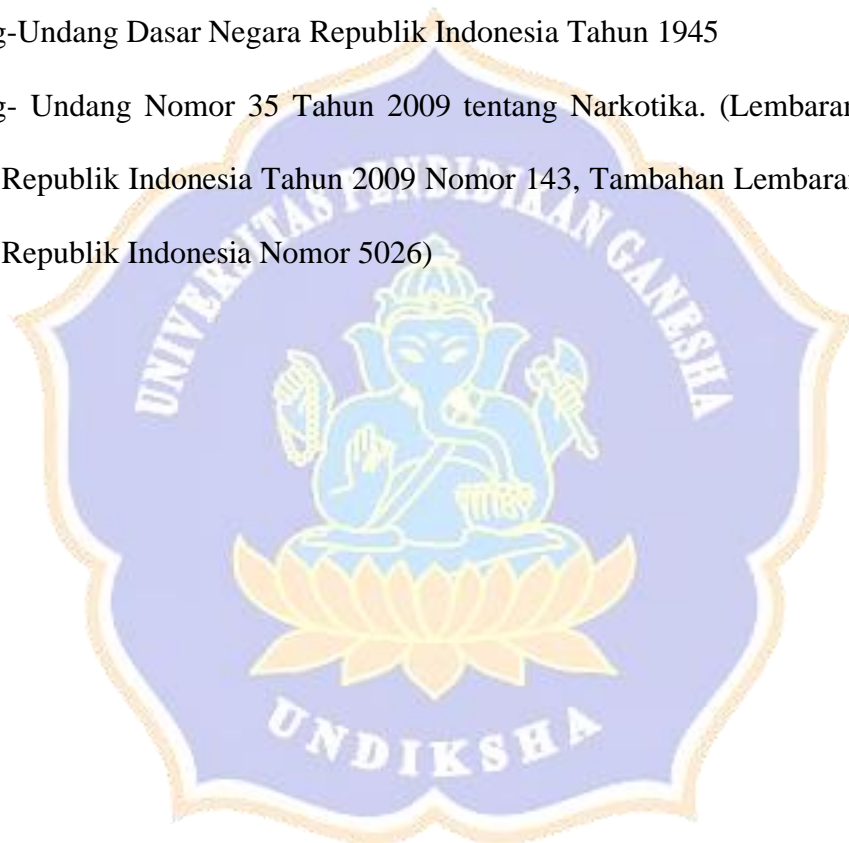 g-Undang Dasar Negara Republik Indonesia Tahun 1945
g- Undang Nomor 35 Tahun 2009 tentang Narkotika. (Lembaran
Republik Indonesia Tahun 2009 Nomor 143, Tambahan Lembaran
Republik Indonesia Nomor 5026)
UNIVERSITAS PENDIDIKAN GANESHA
UNDIKSHA